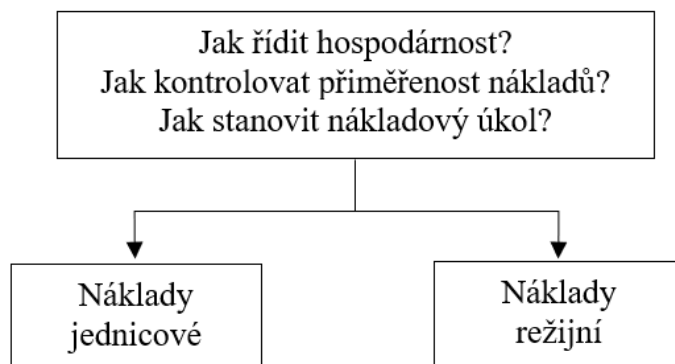 Jak řídit hospodárnost?
Jak kontrolovat přiměřenost nákladů?
Jak stanovit nákladový úkol?
Náklady
jednicové
Náklady
režijní